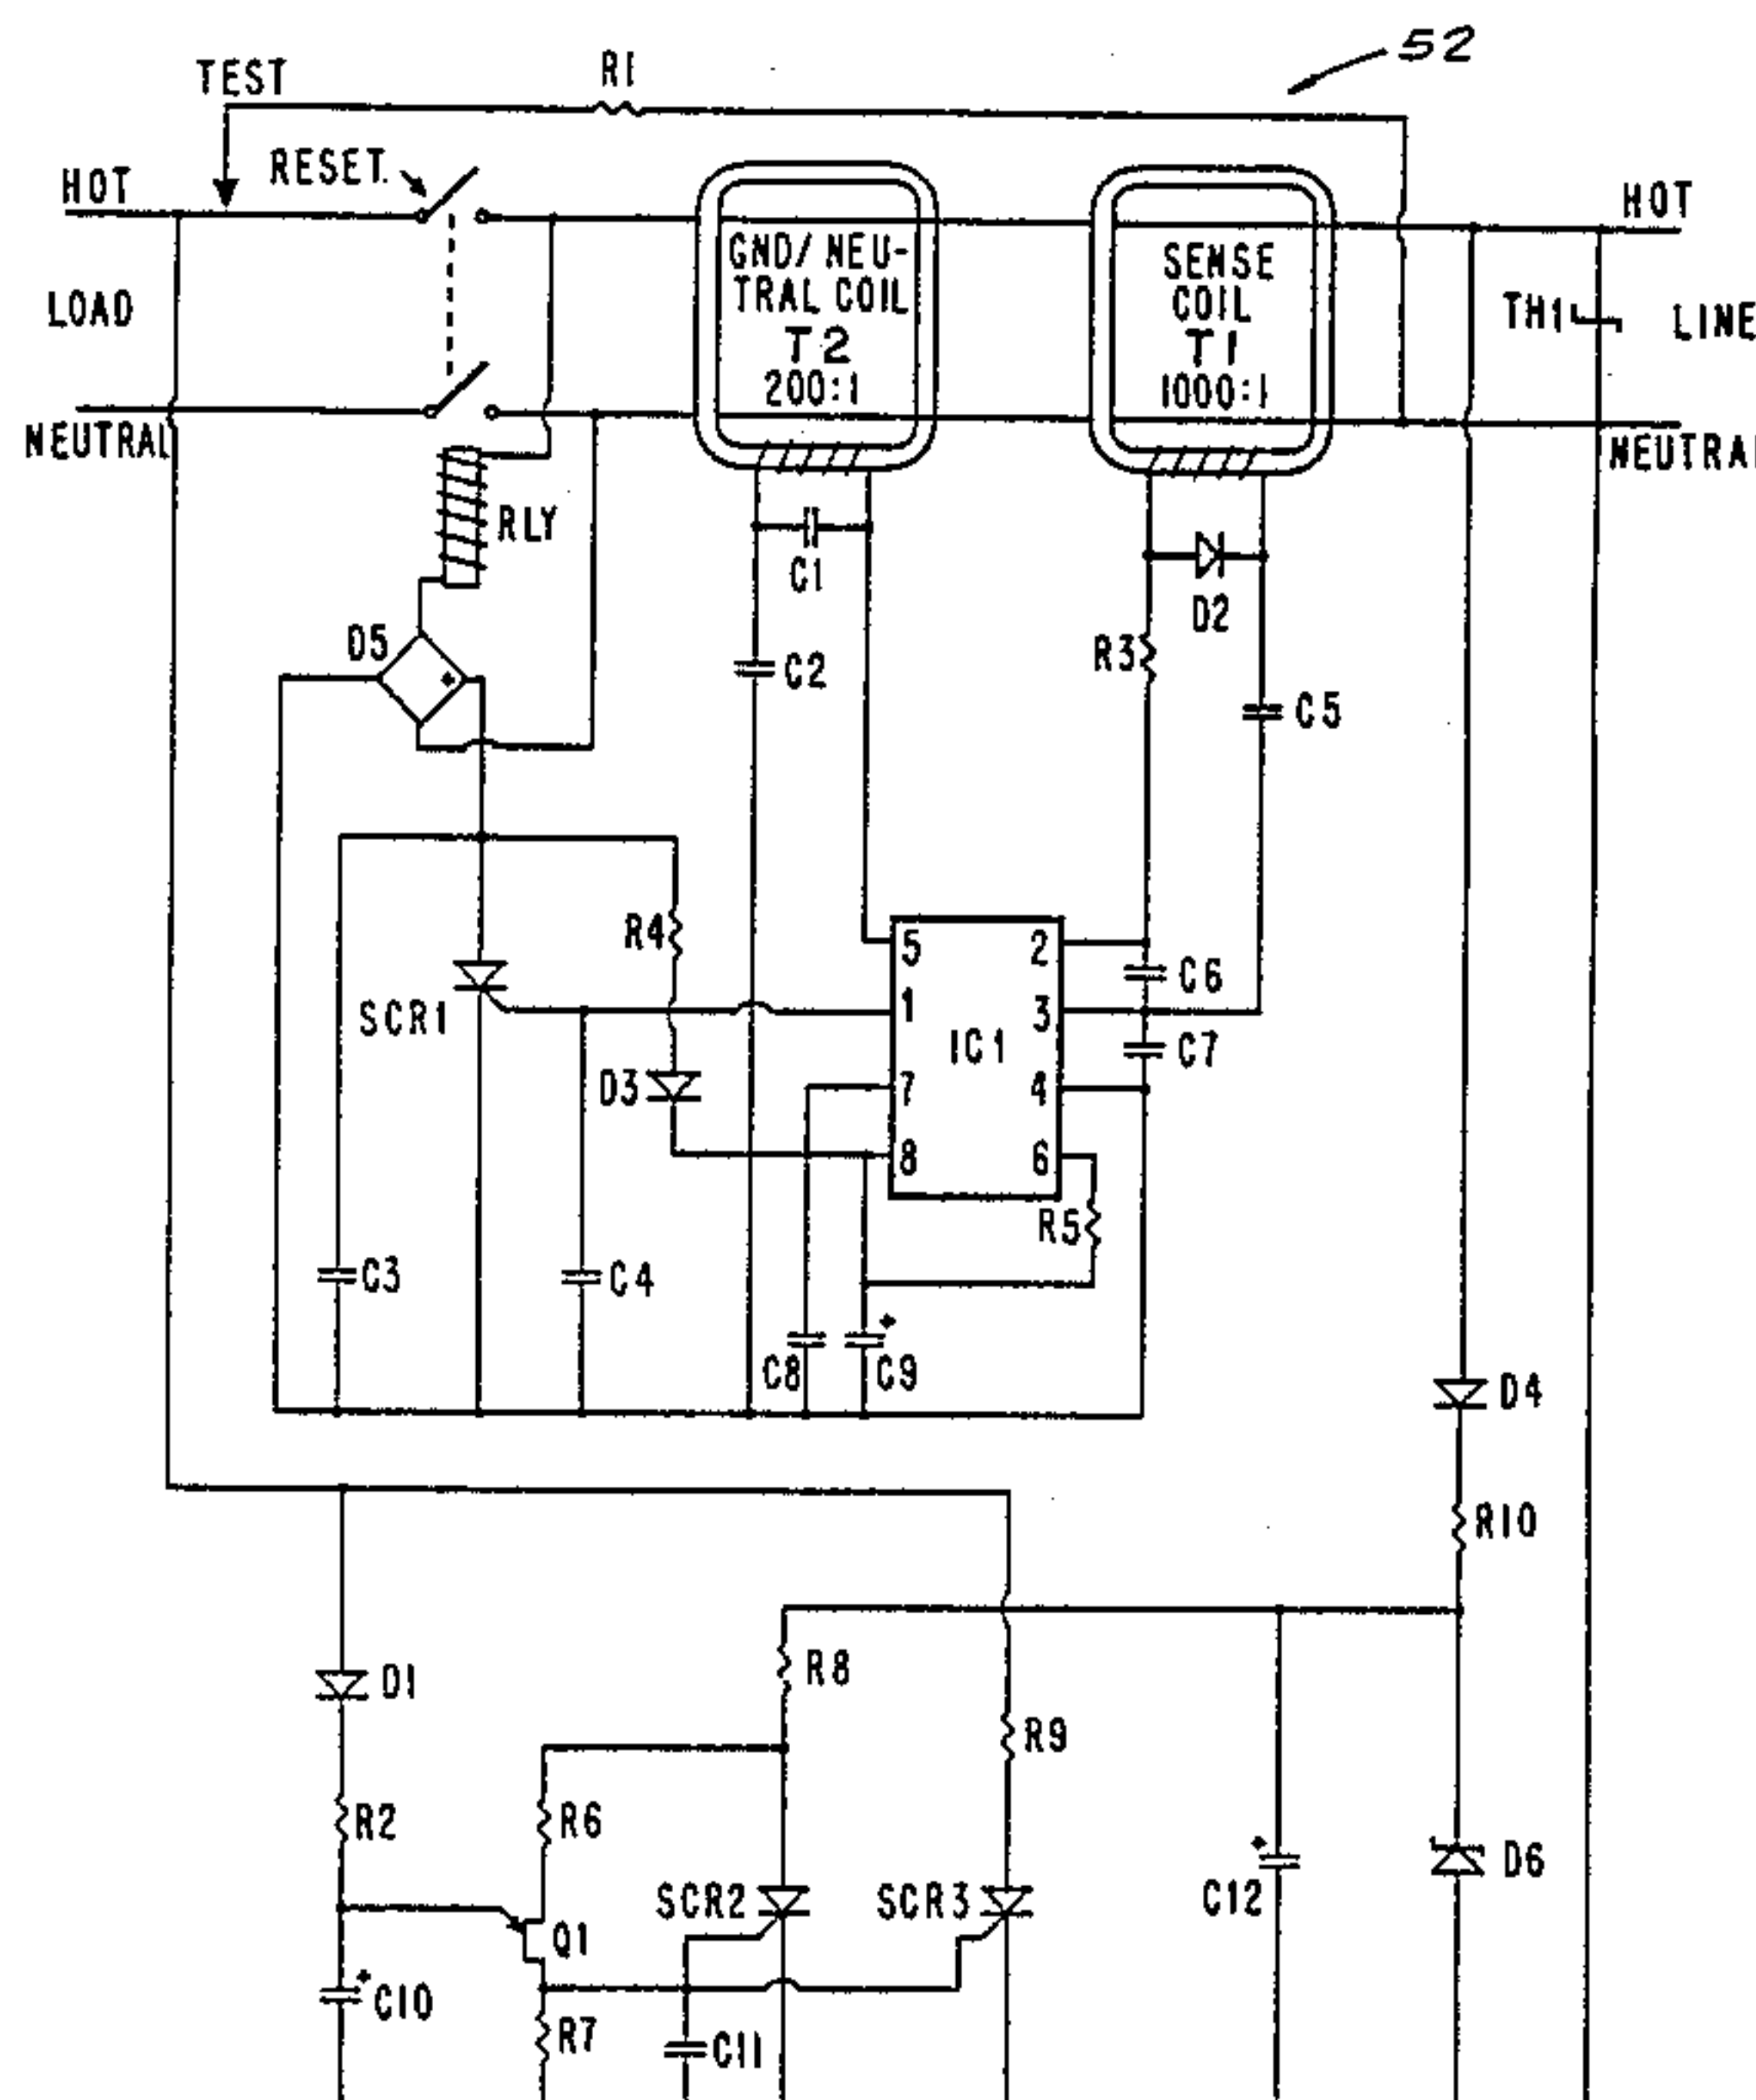 52
TEST
R1
HOT
RESET
HOT
GND/ NEU-
TRAL COIL
T2
200:1
SENSE
COIL
T1
1000:1
LOAD
TH1
LINE
NEUTRAL
NEUTRAL
RLY
C1
D2
D5
C2
R3
C5
R4
5
2
C6
SCR1
1
3
IC1
C7
D3
7
4
8
6
R5
C3
C4
C8
C9
D4
R10
D1
R8
R9
R2
R6
SCR2
SCR3
C12
D6
Q1
C10
R7
C11